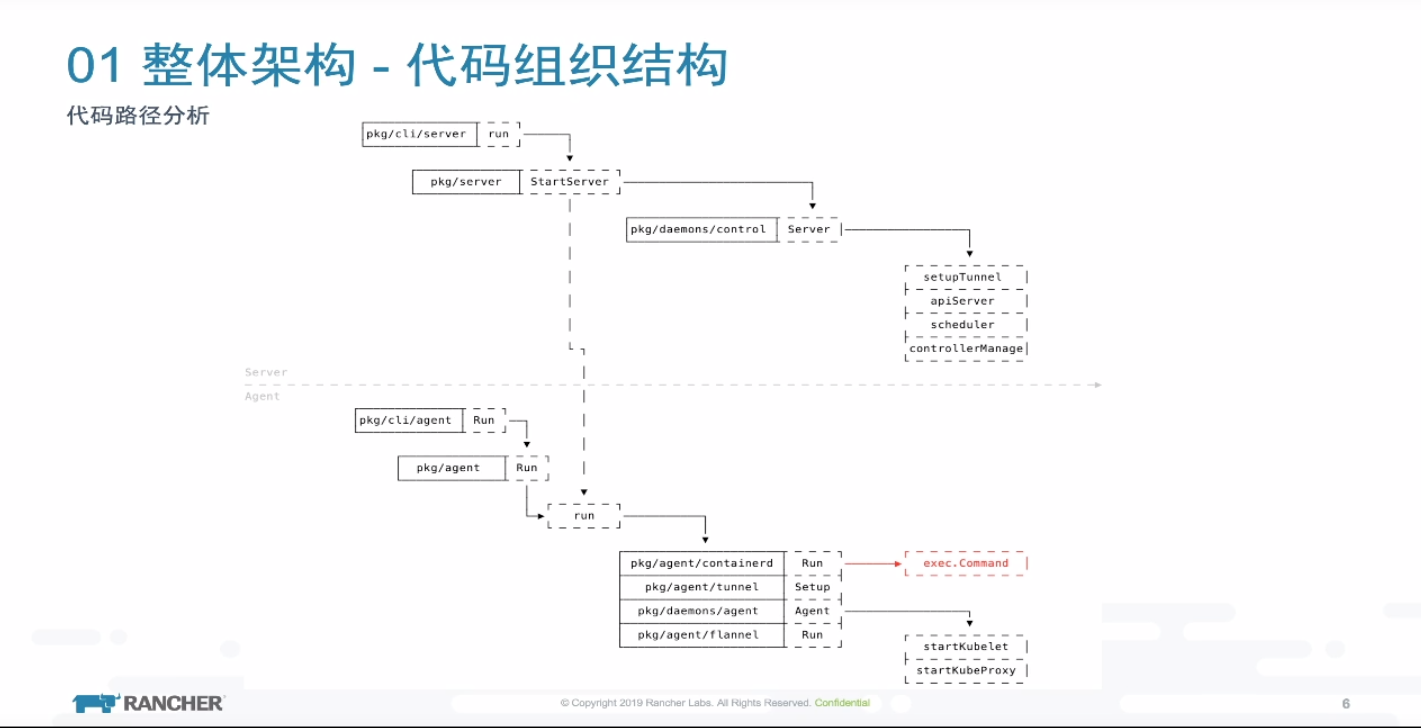 01 整体架构 - 代码组织结构
代码路径分析
pkg/cli/server run
pkg/server StartServer
pkg/daemons/control Server
setupTunnel
apiServer
scheduler
controllerManage
Server
Agent
pkg/cli/agent Run
pkg/agent Run
run
pkg/agent/containerd Run
exec.Command
pkg/agent/tunnel Setup
pkg/daemons/agent Agent
pkg/agent/flannel Run
startKubelet
startKubeProxy
RANCHER
© Copyright 2019 Rancher Labs. All Rights Reserved. Confidential
6